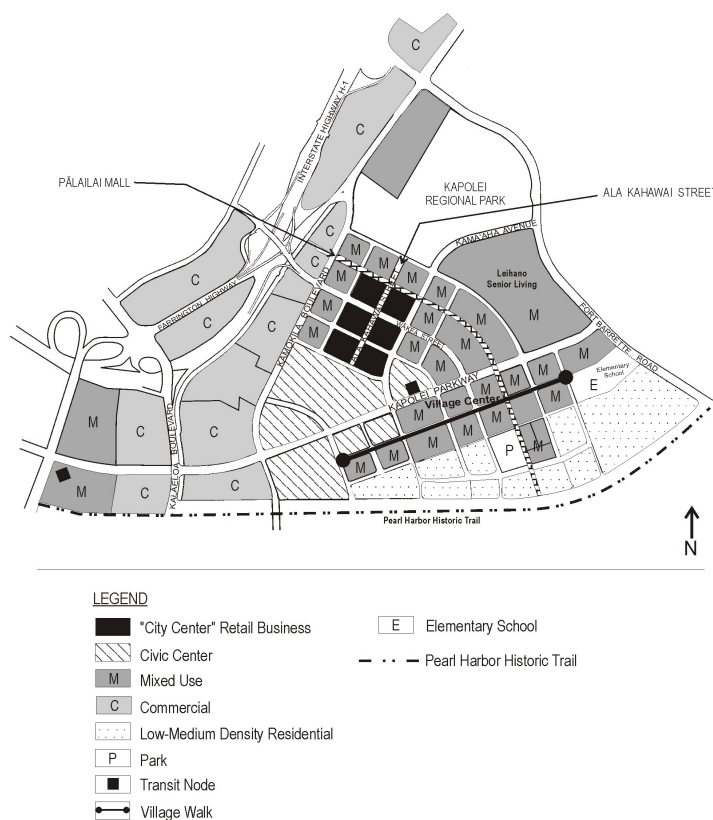 C
INTERSTATE HIGHWAY H-1
C
PĀLAILAI MALL
KAPOLEI
REGIONAL PARK
ALA KAHAWAI STREET
KAMA'AHA AVENUE
C
M
M
C
C
M
M
M
Leihano
Senior Living
FARRINGTON HIGHWAY
KAMOKILA BOULEVARD
ALA KAHAWAI STREET
M
M
M
M
M
C
C
M
WAKEA STREET
M
M
FORT BARRETTE ROAD
M
M
M
M
KALAELOA BOULEVARD
KAPOLEI PARKWAY
M
M
Elementary
School
E
Village Center
M
M
M
M
M
C
M
M
M
M
P
M
M
M
M
C
C
Pearl Harbor Historic Trail
N
LEGEND
"City Center" Retail Business
Civic Center
M Mixed Use
C Commercial
Low-Medium Density Residential
P Park
Transit Node
Village Walk
E Elementary School
Pearl Harbor Historic Trail